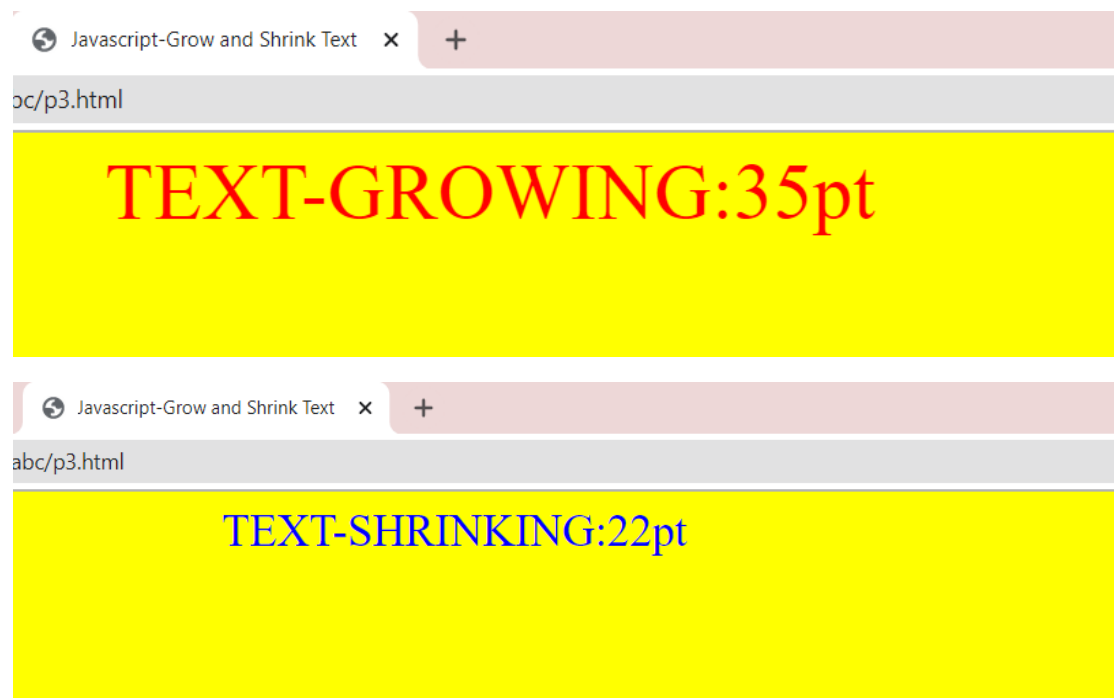 Javascript-Grow and Shrink Text
bc/p3.html
TEXT-GROWING:35pt
Javascript-Grow and Shrink Text
abc/p3.html
TEXT-SHRINKING:22pt